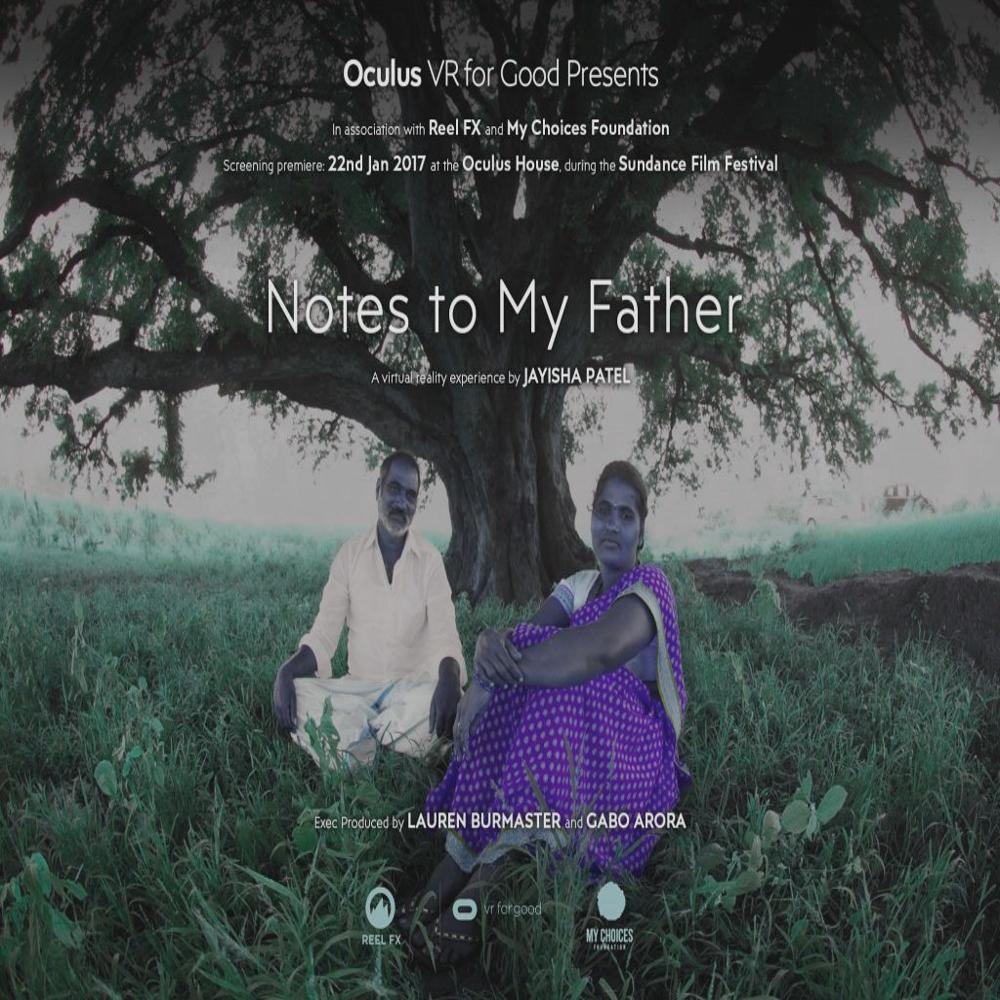 Oculus VR for Good Presents
In association with Reel FX and My Choices Foundation
Screening premiere: 22nd Jan 2017 at the Oculus House, during the Sundance Film Festival
Notes to My Father
A virtual reality experience by JAYISHA PATEL
Exec Produced by LAUREN BURMASTER and GABO ARORA
REEL FX
vr for good
MY CHOICES
FOUNDATION